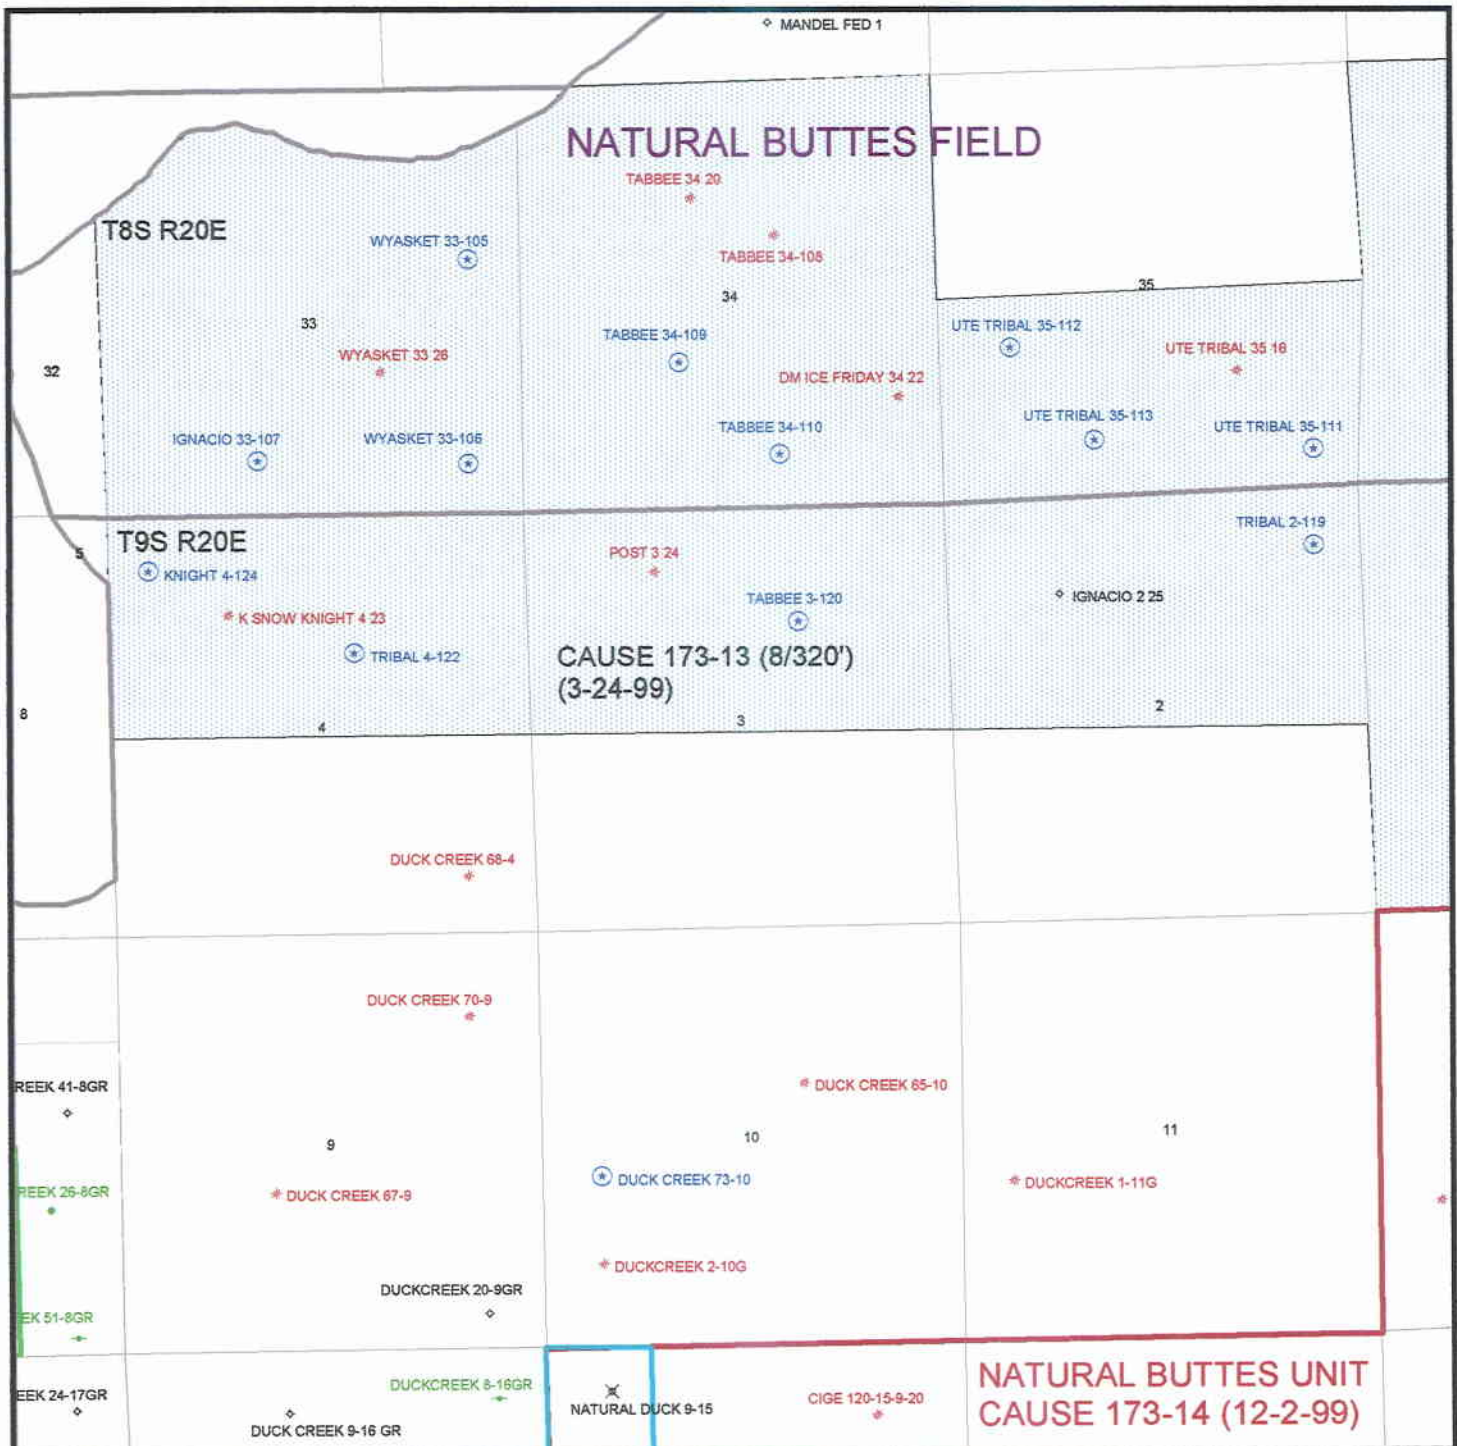 MANDEL FED 1
NATURAL BUTTES FIELD
TABBEE 34 20
T8S R20E
WYASKET 33-105
TABBEE 34-108
35
34
33
UTE TRIBAL 35-112
TABBEE 34-109
WYASKET 33 26
UTE TRIBAL 35 16
32
DM ICE FRIDAY 34 22
UTE TRIBAL 35-113
TABBEE 34-110
UTE TRIBAL 35-111
IGNACIO 33-107
WYASKET 33-106
TRIBAL 2-119
T9S R20E
5
POST 3 24
KNIGHT 4-124
TABBEE 3-120
IGNACIO 2 25
K SNOW KNIGHT 4 23
TRIBAL 4-122
CAUSE 173-13 (8/320')
(3-24-99)
8
4
3
2
DUCK CREEK 68-4
DUCK CREEK 70-9
REEK 41-8GR
DUCK CREEK 65-10
9
10
11
REEK 26-8GR
DUCK CREEK 67-9
DUCK CREEK 73-10
DUCKCREEK 1-11G
DUCKCREEK 2-10G
DUCKCREEK 20-9GR
EK 51-8GR
NATURAL BUTTES UNIT
CAUSE 173-14 (12-2-99)
EEK 24-17GR
DUCKCREEK 8-16GR
DUCK CREEK 9-16 GR
NATURAL DUCK 9-15
CIGE 120-15-9-20